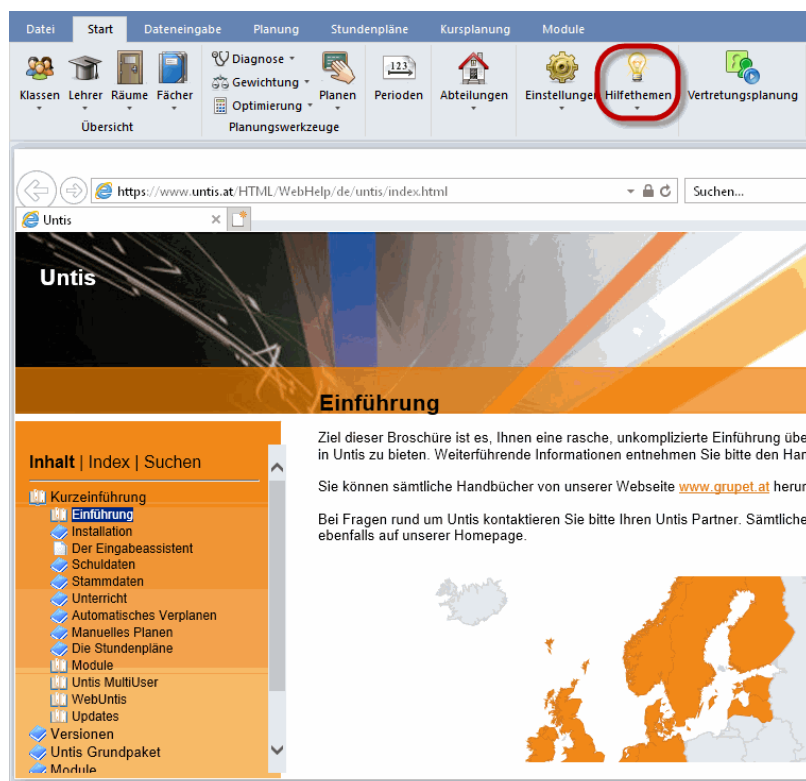 Datei Start Dateneingabe Planung Stundenpläne Kursplanung Module
Diagnose
Gewichtung
Optimierung
Klassen Lehrer Räume Fächer Planen Perioden Abteilungen Einstellungen Hilfethemen Vertretungsplanung
123
Übersicht Planungswerkzeuge
https://www.untis.at/HTML/WebHelp/de/untis/index.html Suchen...
Untis
Untis
Einführung
Ziel dieser Broschüre ist es, Ihnen eine rasche, unkomplizierte Einführung übe
in Untis zu bieten. Weiterführende Informationen entnehmen Sie bitte den Han
Sie können sämtliche Handbücher von unserer Webseite www.grupet.at herun
Bei Fragen rund um Untis kontaktieren Sie bitte Ihren Untis Partner. Sämtliche
ebenfalls auf unserer Homepage.
Inhalt | Index | Suchen
Kurzeinführung
Einführung
Installation
Der Eingabeassistent
Schuldaten
Stammdaten
Unterricht
Automatisches Verplanen
Manuelles Planen
Die Stundenpläne
Module
Untis MultiUser
WebUntis
Updates
Versionen
Untis Grundpaket
Module